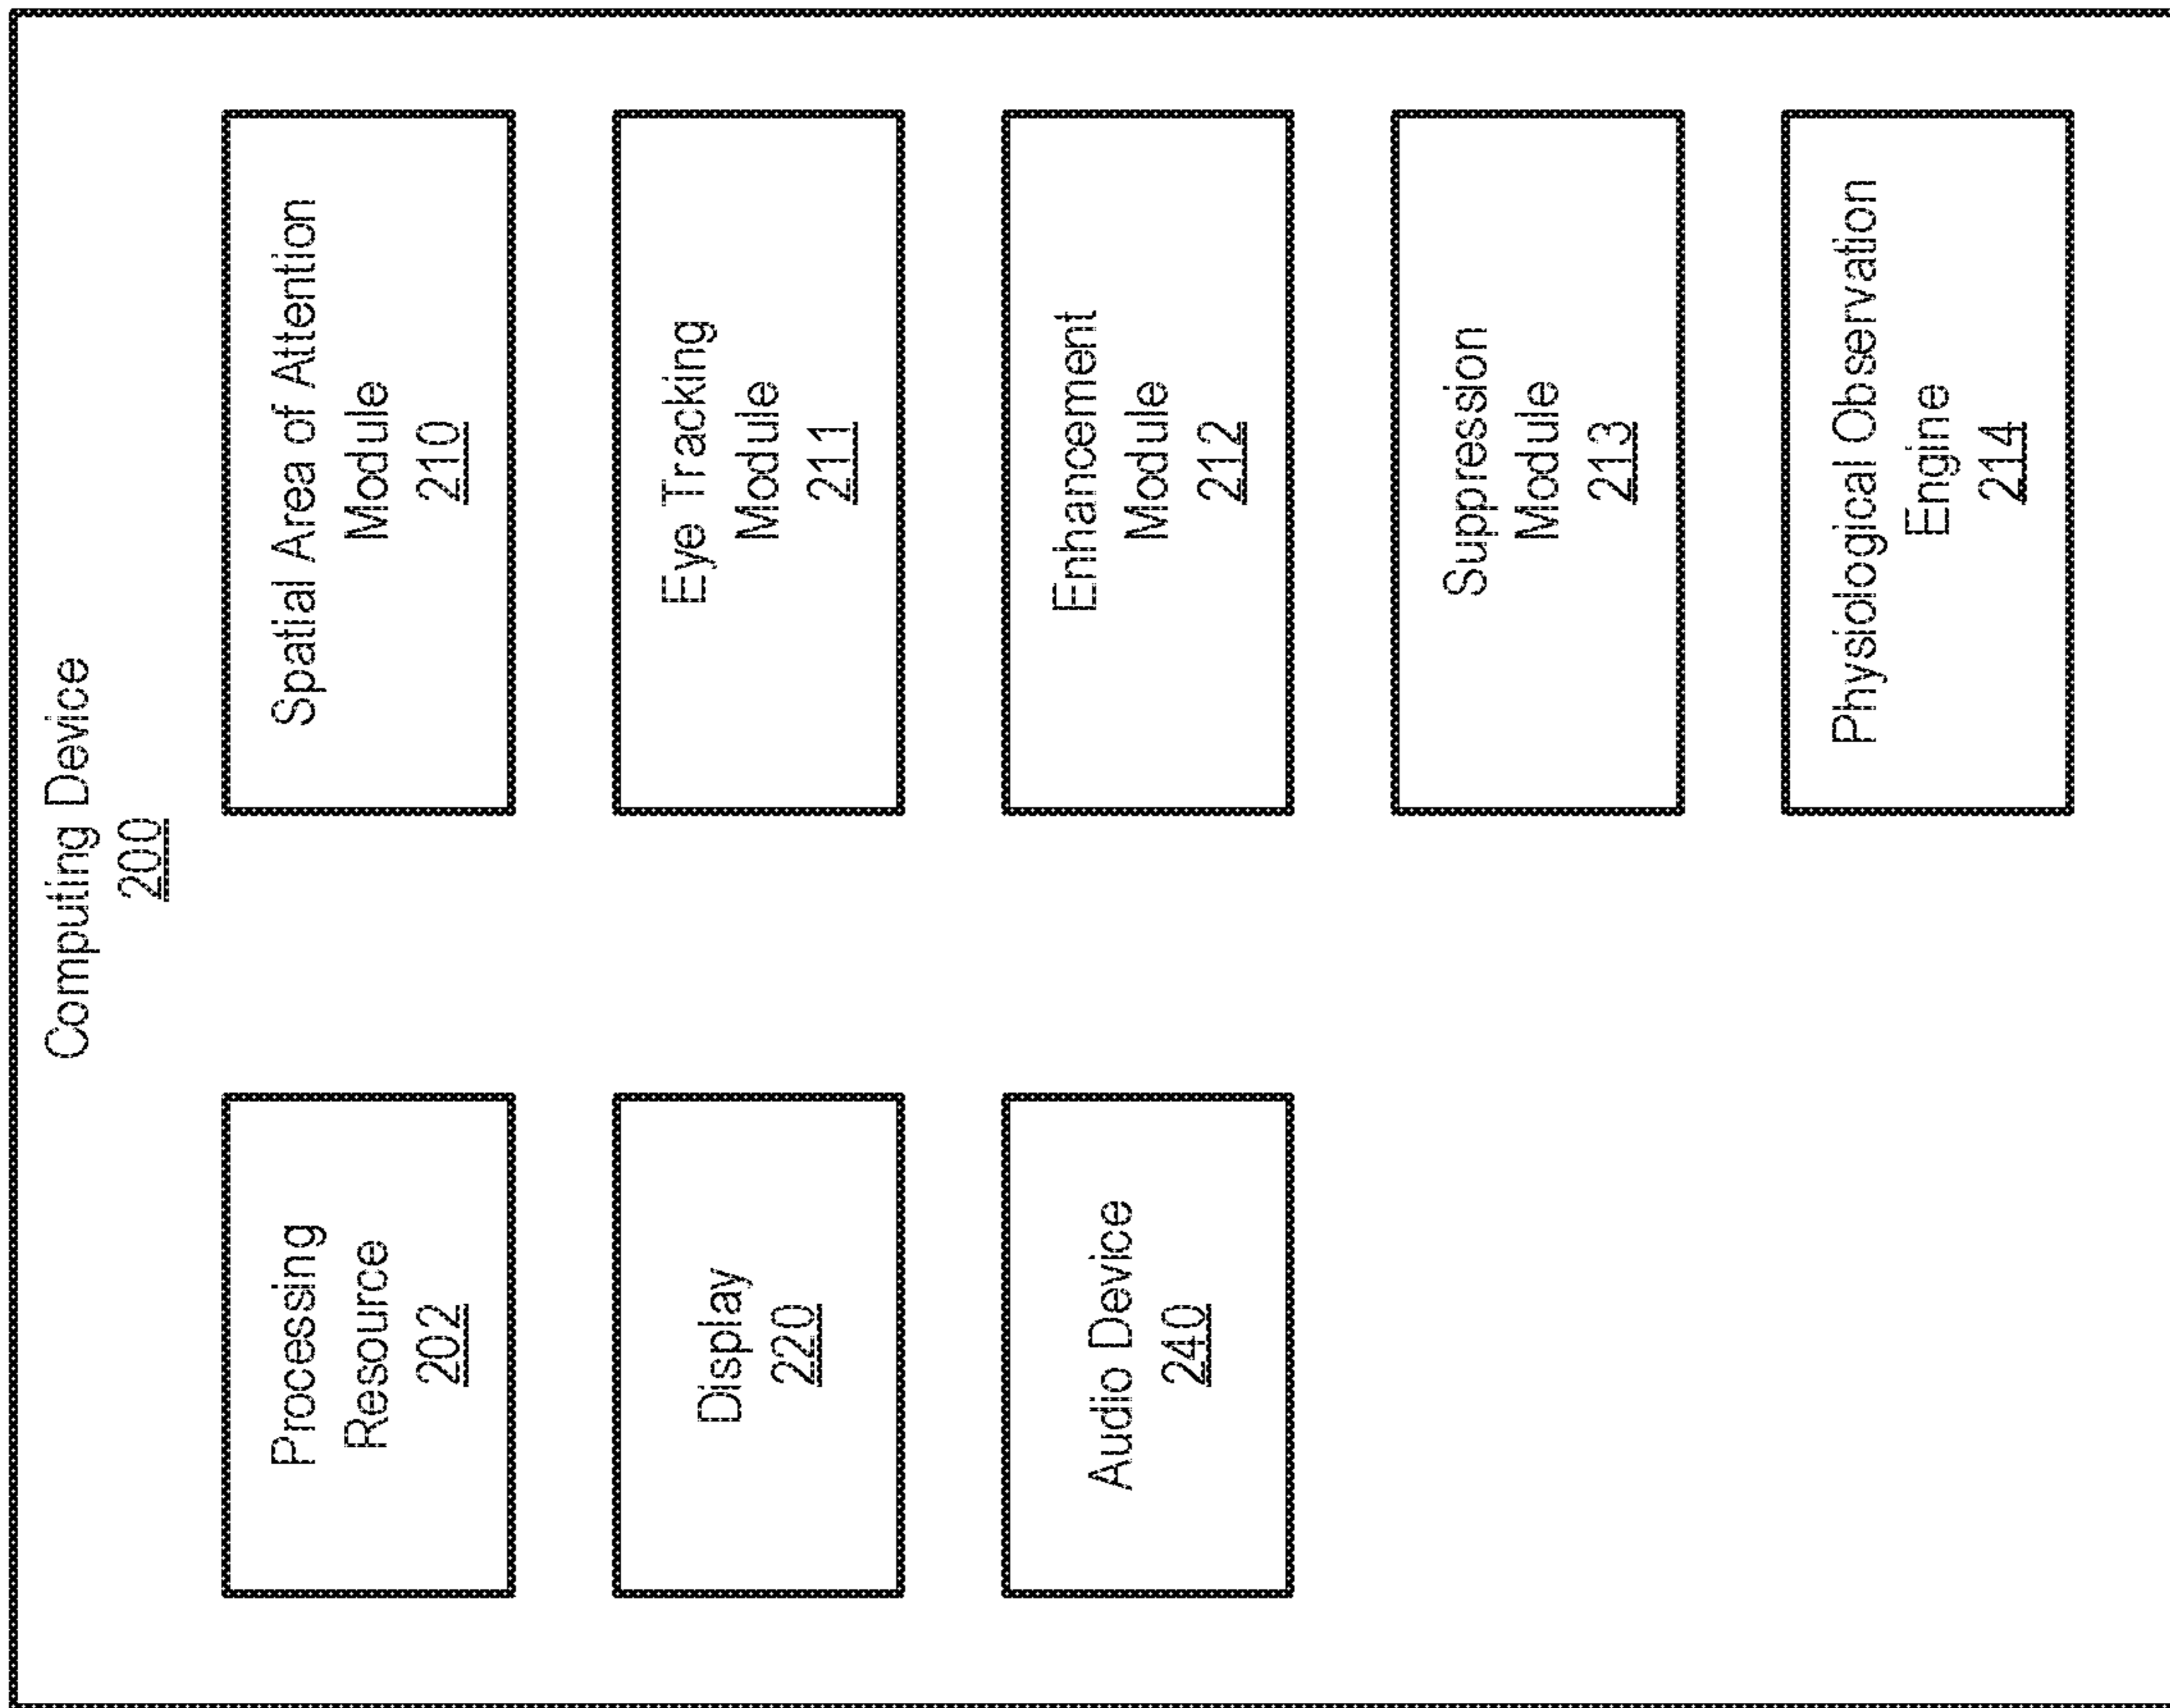 Computing Device
200
Processing
Resource
202
Display
220
Audio Device
240
Spatial Area of Attention
Module
210
Eye Tracking
Module
211
Enhancement
Module
212
Suppression
Module
213
Physiological Observation
Engine
214